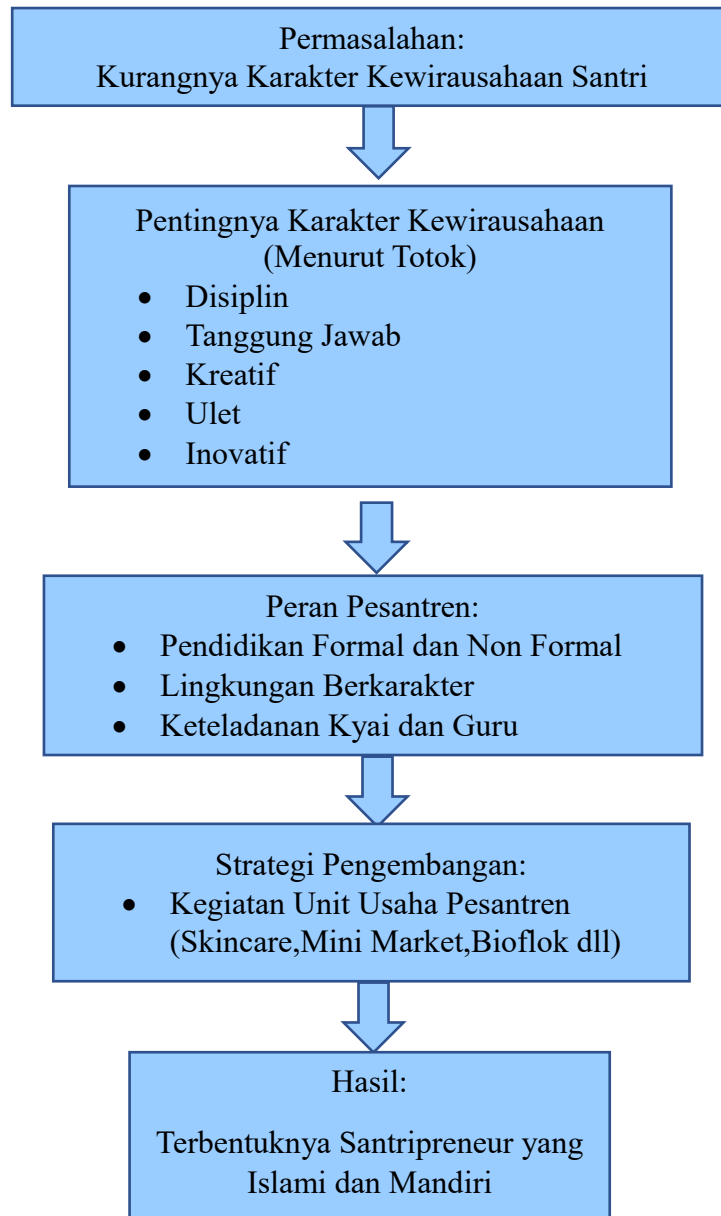 Permasalahan:
Kurangnya Karakter Kewirausahaan Santri
Pentingnya Karakter Kewirausahaan
(Menurut Totok)
• Disiplin
• Tanggung Jawab
• Kreatif
• Ulet
• Inovatif
Peran Pesantren:
• Pendidikan Formal dan Non Formal
• Lingkungan Berkarakter
• Keteladanan Kyai dan Guru
Strategi Pengembangan:
• Kegiatan Unit Usaha Pesantren
(Skincare,Mini Market,Bioflok dll)
Hasil:
Terbentuknya Santripreneur yang
Islami dan Mandiri